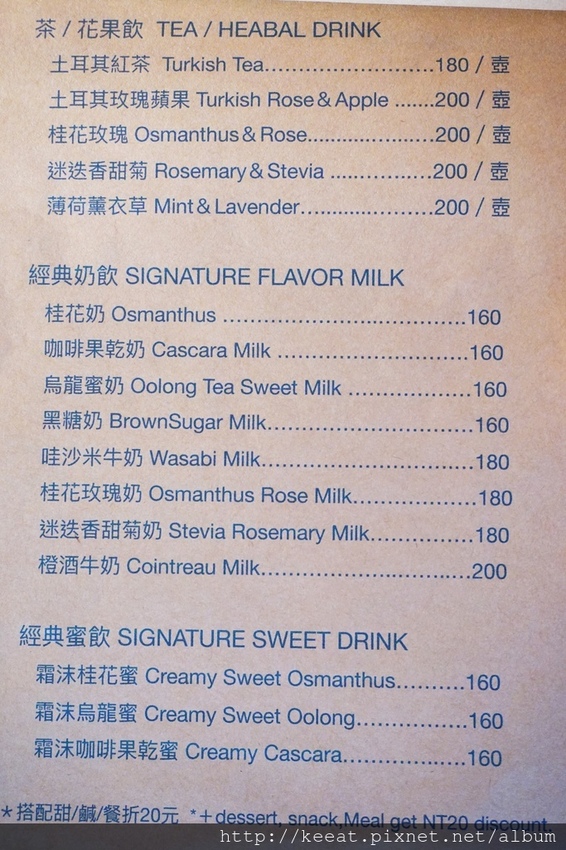 茶 / 花果飲 TEA / HEABAL DRINK
土耳其紅茶 Turkish Tea........................180 / 壺
土耳其玫瑰蘋果 Turkish Rose&Apple .......200 / 壺
桂花玫瑰 Osmanthus&Rose..................200 / 壺
迷迭香甜菊 Rosemary&Stevia ...............200 / 壺
薄荷薰衣草 Mint&Lavender...................200 / 壺
經典奶飲 SIGNATURE FLAVOR MILK
桂花奶 Osmanthus ...................................160
咖啡果乾奶 Cascara Milk ...........................160
烏龍蜜奶 Oolong Tea Sweet Milk ..................160
黑糖奶 BrownSugar Milk..............................160
哇沙米牛奶 Wasabi Milk...............................180
桂花玫瑰奶 Osmanthus Rose Milk..................180
迷迭香甜菊奶 Stevia Rosemary Milk...............180
橙酒牛奶 Cointreau Milk..............................200
經典蜜飲 SIGNATURE SWEET DRINK
霜沫桂花蜜 Creamy Sweet Osmanthus..........160
霜沫烏龍蜜 Creamy Sweet Oolong................160
霜沫咖啡果乾蜜 Creamy Cascara..................160
*搭配甜/鹹/餐折20元 *+dessert, snack,Meal get NT20 discount.
http://keeat.pixnet.net/album